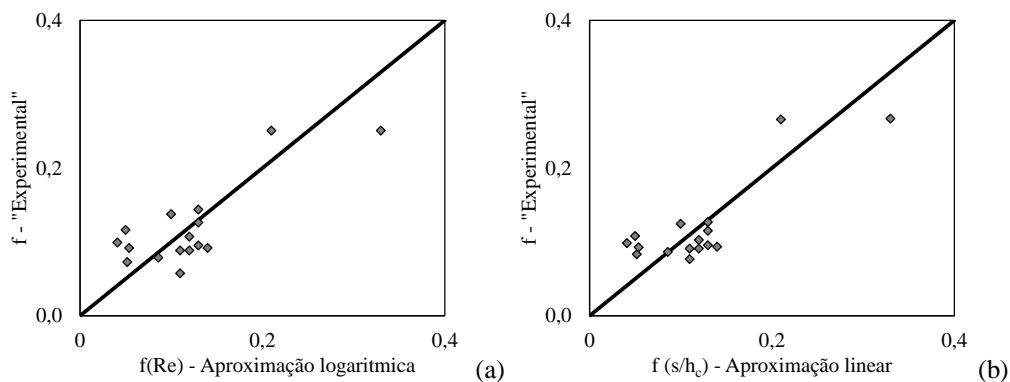 0,4
0,2
0,0
f - "Experimental"
0
0,2
0,4
f(Re) - Aproximação logaritmica
(a)
0,4
0,2
0,0
f - "Experimental"
0
0,2
0,4
f (s/hc) - Aproximação linear
(b)